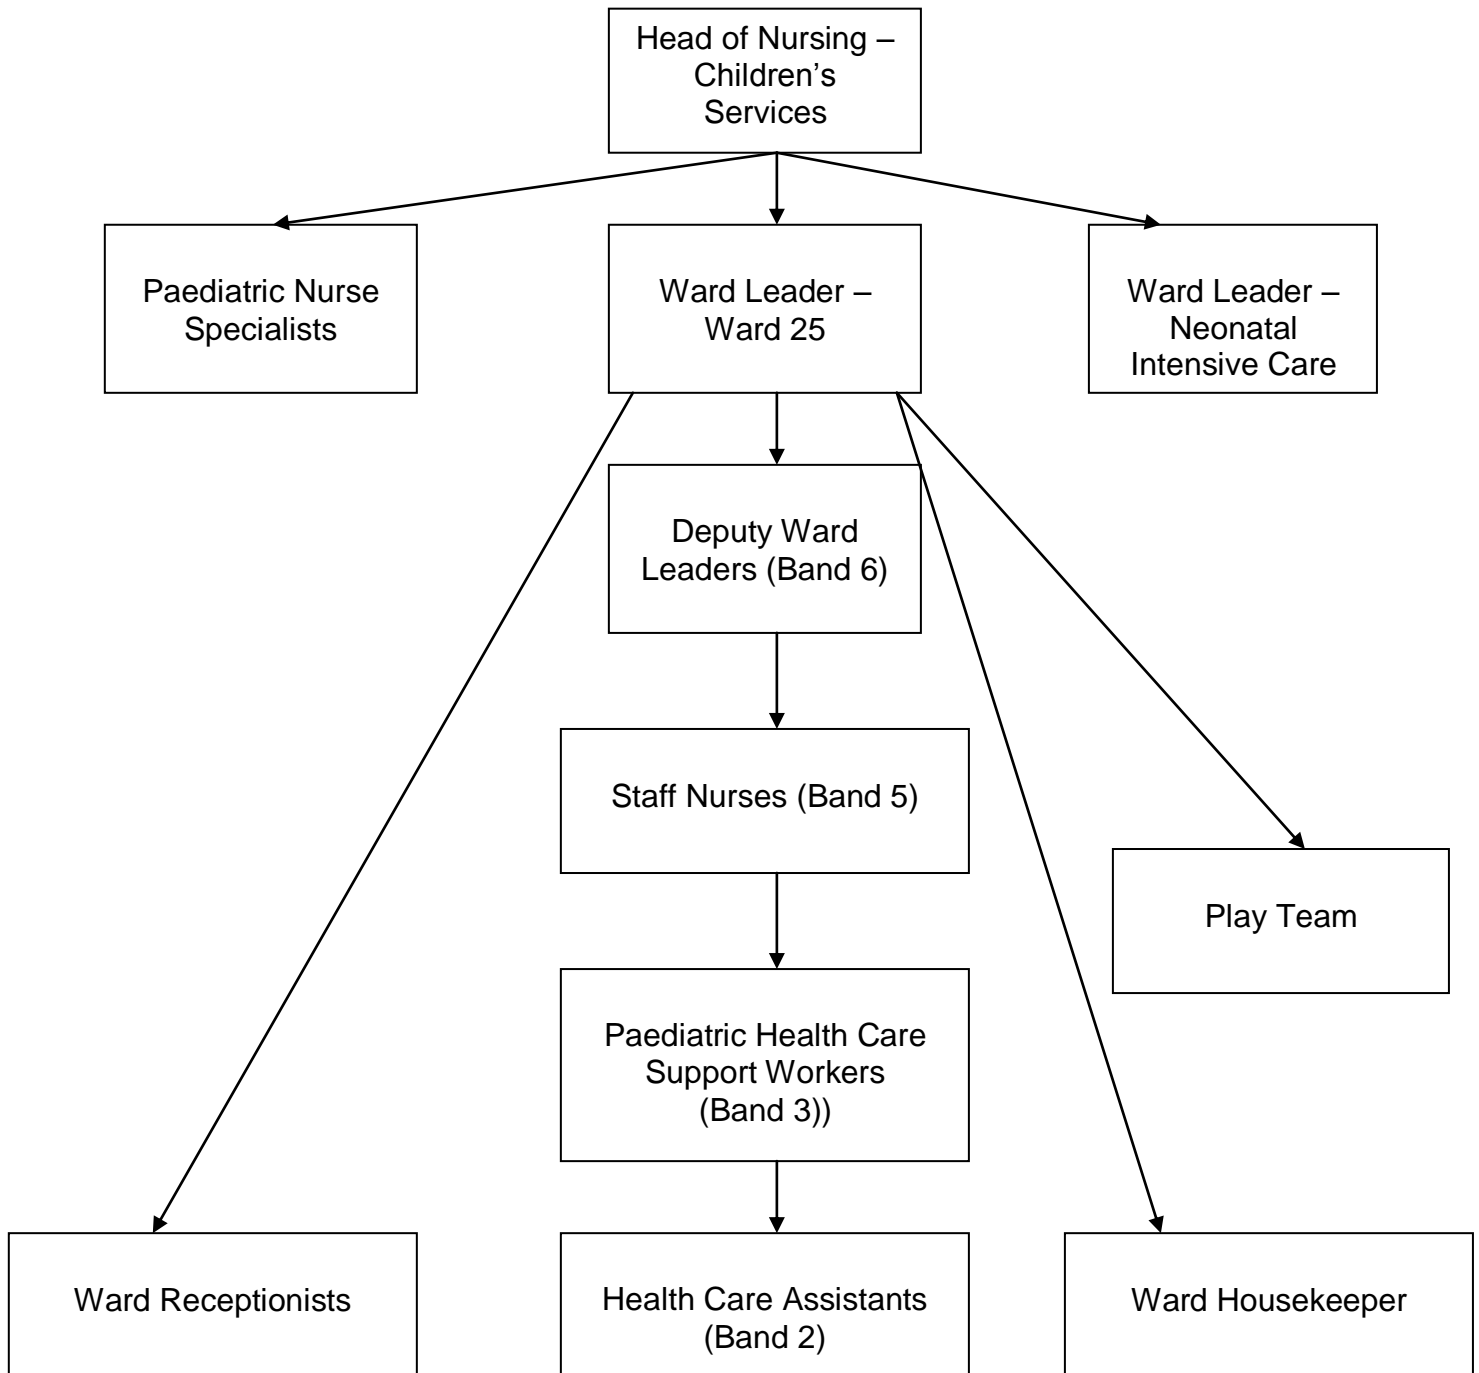 Head of Nursing –
Children’s
Services
Paediatric Nurse
Specialists
Ward Leader –
Ward 25
Ward Leader –
Neonatal
Intensive Care
Deputy Ward
Leaders (Band 6)
Staff Nurses (Band 5)
Play Team
Paediatric Health Care
Support Workers
(Band 3))
Ward Receptionists
Health Care Assistants
(Band 2)
Ward Housekeeper